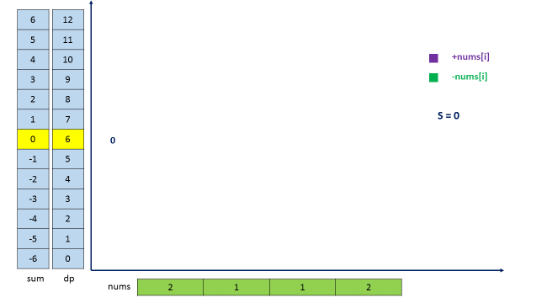 6 12
5 11
4 10
3 9
2 8
1 7
0 6
-1 5
-2 4
-3 3
-4 2
-5 1
-6 0
sum dp
0
+nums[i]
-nums[i]
S = 0
nums 2 1 1 2